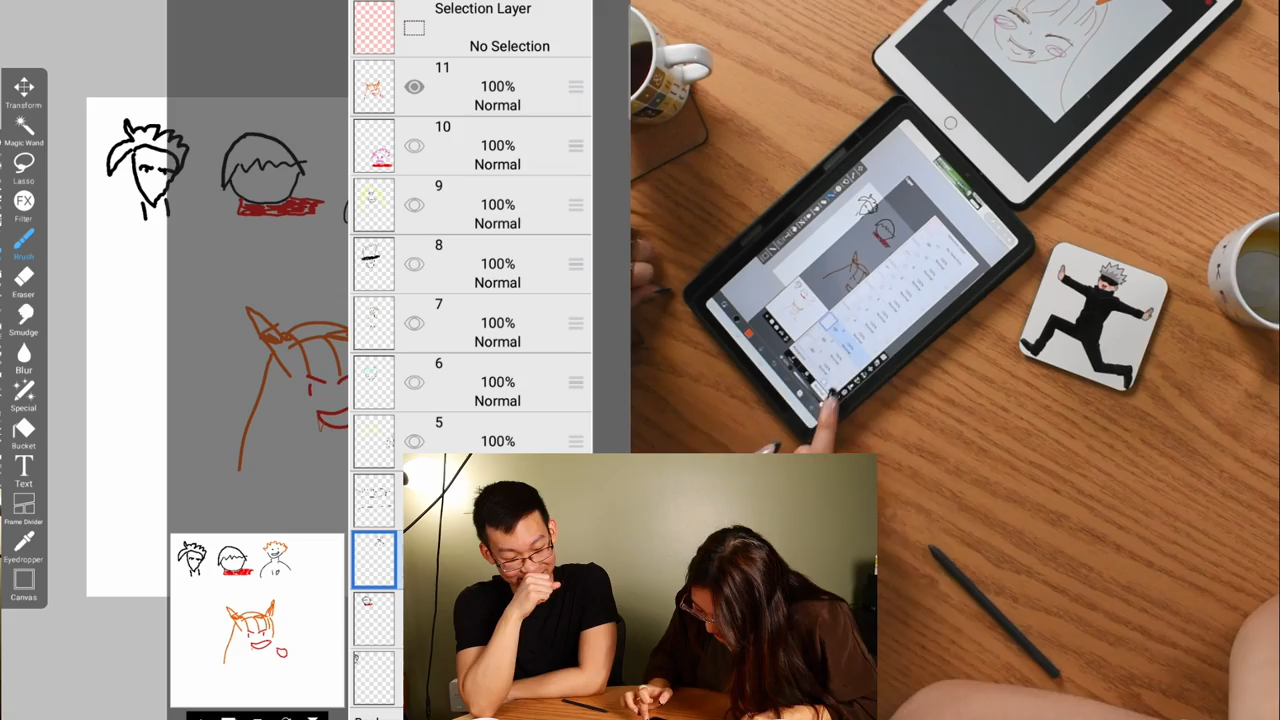 Transform
Magic Wand
Lasso
FX
Filter
Brush
Eraser
Smudge
Blur
Special
Bucket
T
Text
Frame Divider
Eyedropper
Canvas
Selection Layer
No Selection
11
100%
Normal
10
100%
Normal
9
100%
Normal
8
100%
Normal
7
100%
Normal
6
100%
Normal
5
100%